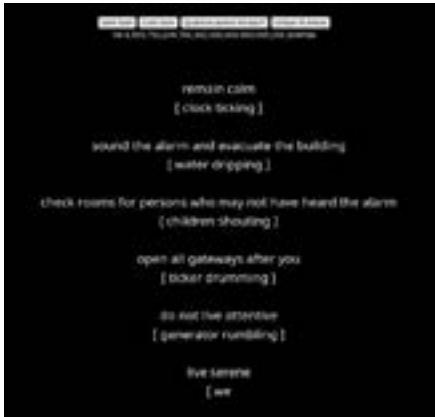 remain calm
[ clock ticking ]
sound the alarm and evacuate the building
[ water dripping ]
check rooms for persons who may not have heard the alarm
[ children shouting ]
open all gateways after you
[ ticker drumming ]
do not live attentive
[ generator rumbling ]
live serene
[ we